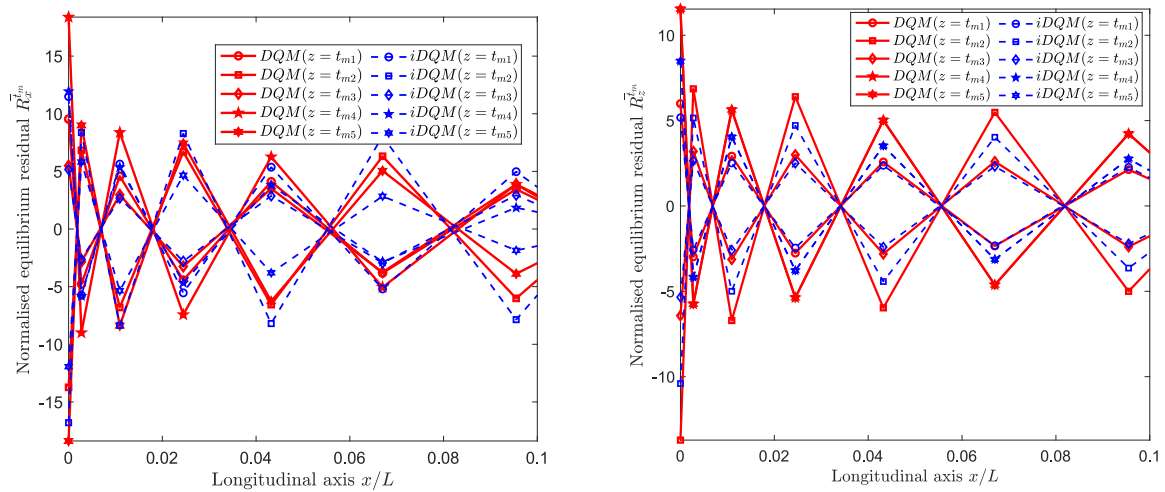 Normalised equilibrium residual R̄_x^{t_m}
15
10
5
0
-5
-10
-15
DQM(z = t_{m1}) iDQM(z = t_{m1})
DQM(z = t_{m2}) iDQM(z = t_{m2})
DQM(z = t_{m3}) iDQM(z = t_{m3})
DQM(z = t_{m4}) iDQM(z = t_{m4})
DQM(z = t_{m5}) iDQM(z = t_{m5})
0 0.02 0.04 0.06 0.08 0.1
Longitudinal axis x/L
Normalised equilibrium residual R̄_z^{t_m}
10
5
0
-5
-10
DQM(z = t_{m1}) iDQM(z = t_{m1})
DQM(z = t_{m2}) iDQM(z = t_{m2})
DQM(z = t_{m3}) iDQM(z = t_{m3})
DQM(z = t_{m4}) iDQM(z = t_{m4})
DQM(z = t_{m5}) iDQM(z = t_{m5})
0 0.02 0.04 0.06 0.08 0.1
Longitudinal axis x/L